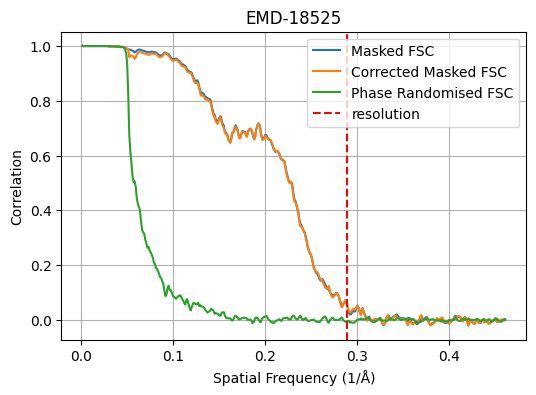 EMD-18525
Masked FSC
Corrected Masked FSC
Phase Randomised FSC
resolution
1.0
0.8
0.6
0.4
0.2
0.0
Correlation
0.0 0.1 0.2 0.3 0.4
Spatial Frequency (1/Å)